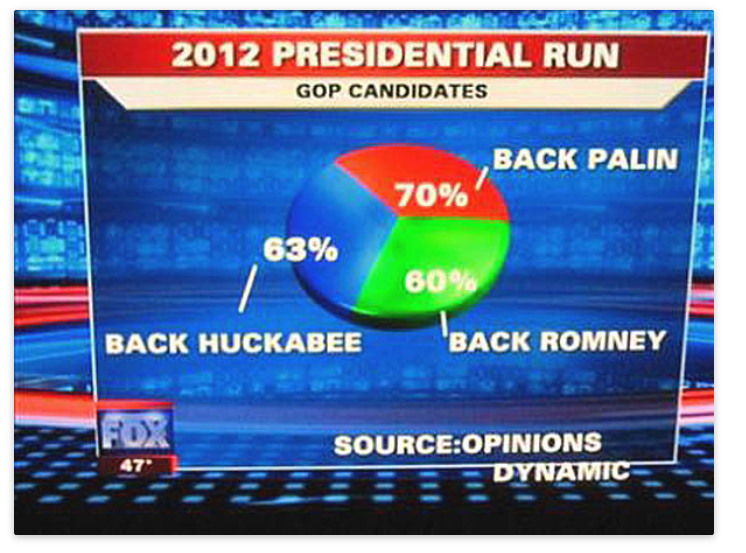 2012 PRESIDENTIAL RUN
GOP CANDIDATES
BACK PALIN
70%
63%
60%
BACK HUCKABEE
BACK ROMNEY
FOX
47°
SOURCE:OPINIONS
DYNAMIC